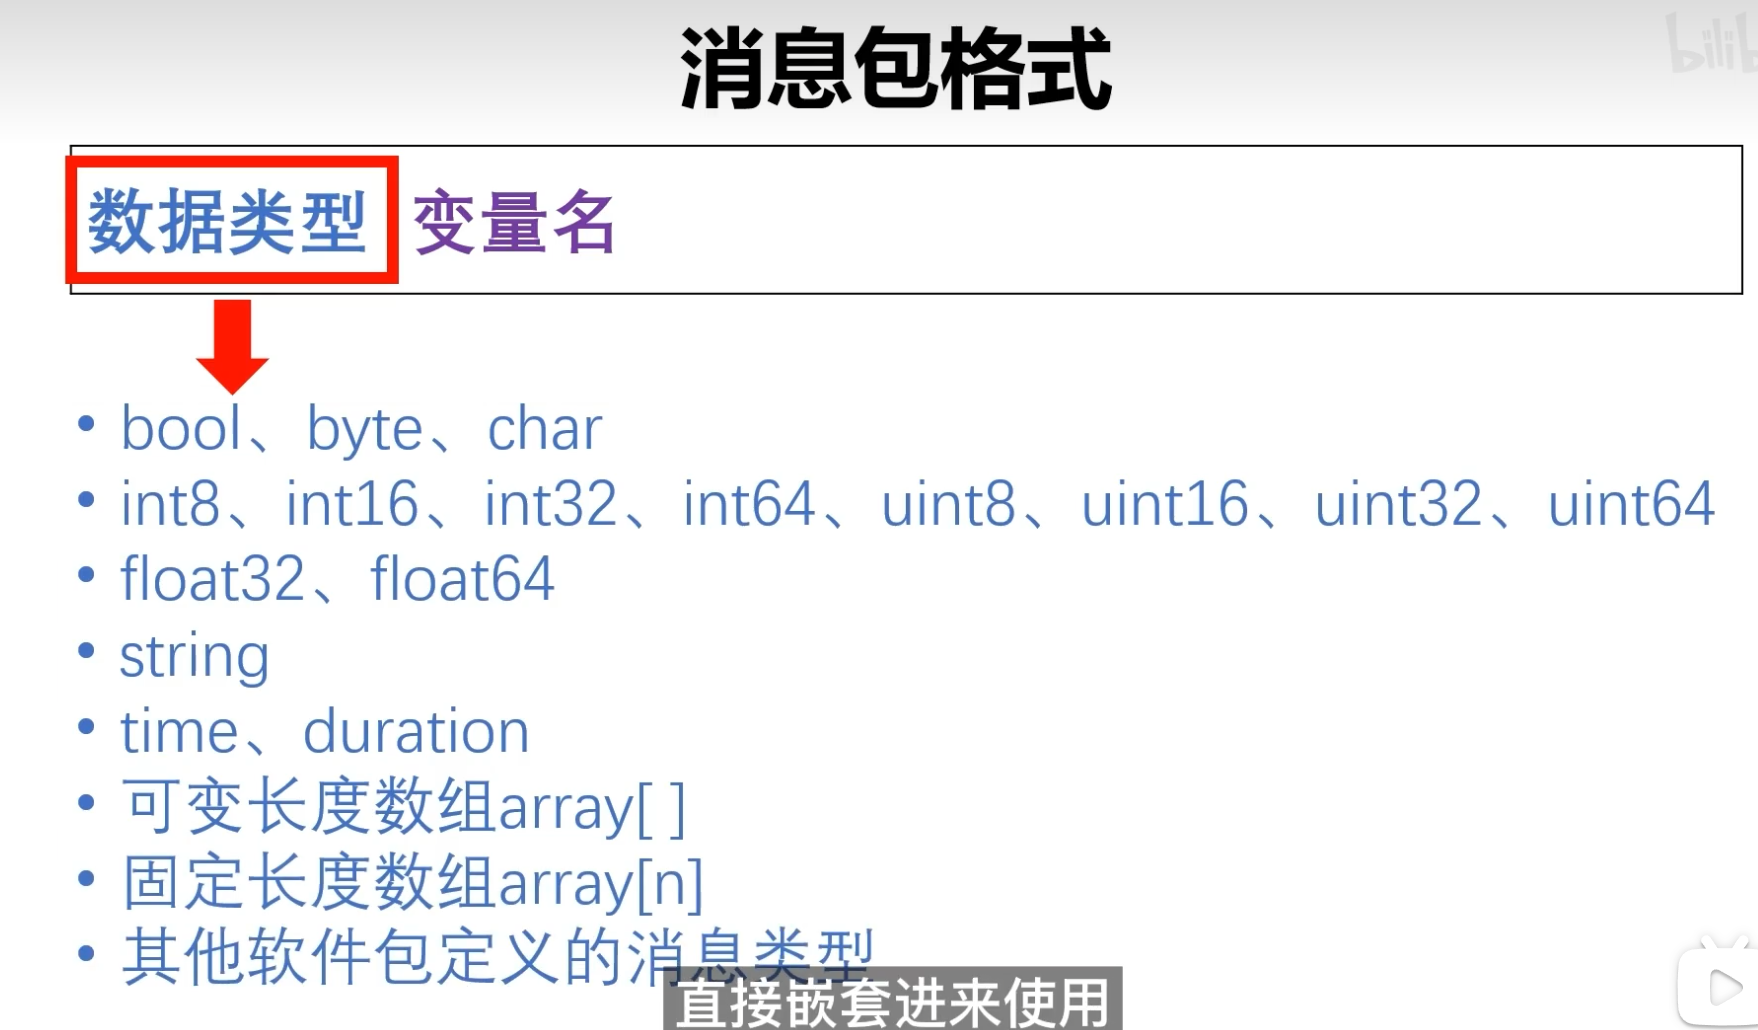 消息包格式
数据类型 变量名
• bool、byte、char
• int8、int16、int32、int64、uint8、uint16、uint32、uint64
• float32、float64
• string
• time、duration
• 可变长度数组array[ ]
• 固定长度数组array[n]
• 其他软件包定义的消息类型
直接嵌套进来使用